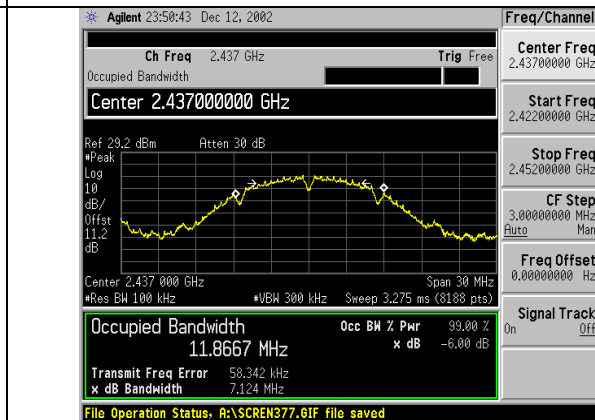 Agilent 23:50:43 Dec 12, 2002
Freq/Channel
Ch Freq 2.437 GHz Trig Free
Occupied Bandwidth
Center 2.437000000 GHz
Center Freq
2.43700000 GHz
Start Freq
2.42200000 GHz
Stop Freq
2.45200000 GHz
CF Step
3.00000000 MHz
Auto Man
Freq Offset
0.00000000 Hz
Signal Track
On Off
Ref 29.2 dBm Atten 30 dB
#Peak
Log
10
dB/
Offst
11.2
dB
Center 2.437 000 GHz Span 30 MHz
#Res BW 100 kHz #VBW 300 kHz Sweep 3.275 ms (8188 pts)
Occupied Bandwidth Occ BW % Pwr 99.00 %
11.8667 MHz x dB -6.00 dB
Transmit Freq Error 58.342 kHz
x dB Bandwidth 7.124 MHz
File Operation Status, A:\SCREN377.GIF file saved